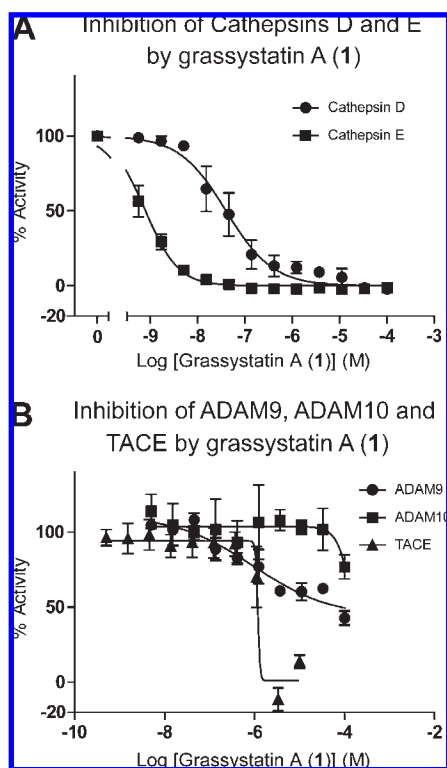 A
Inhibition of Cathepsins D and E
by grassystatin A (1)
Cathepsin D
Cathepsin E
100
50
0
-20
% Activity
0 -9 -8 -7 -6 -5 -4 -3
Log [Grassystatin A (1)] (M)
B
Inhibition of ADAM9, ADAM10 and
TACE by grassystatin A (1)
ADAM9
ADAM10
TACE
100
50
0
-20
% Activity
-10 -8 -6 -4 -2
Log [Grassystatin A (1)] (M)